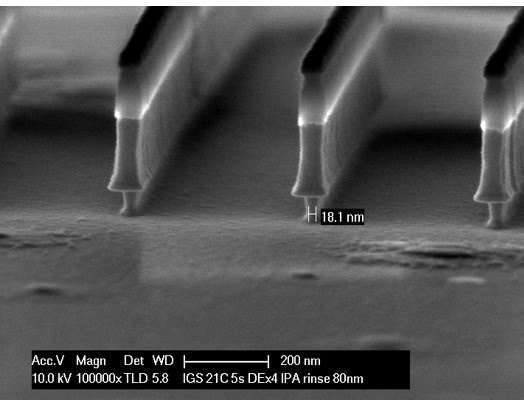 18.1 nm
Acc.V Magn Det WD 200 nm
10.0 kV 100000x TLD 5.8 IGS 21C 5s DEx4 IPA rinse 80nm